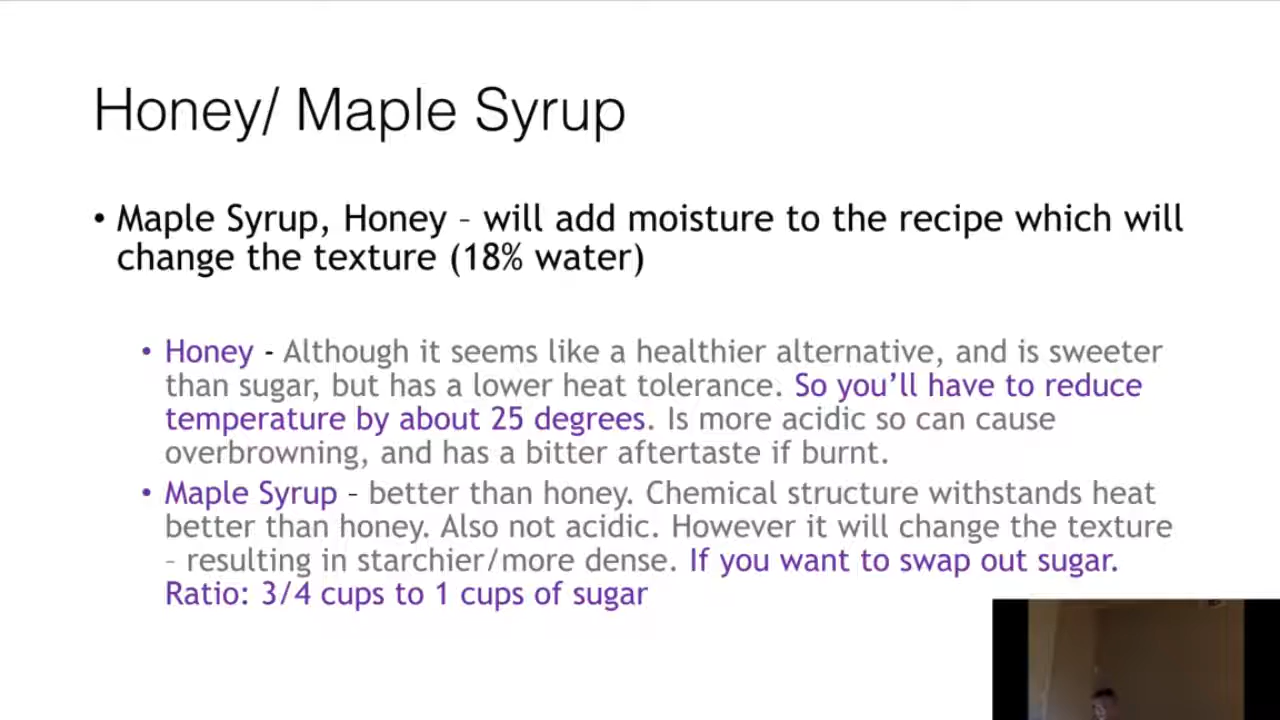 Honey/ Maple Syrup
• Maple Syrup, Honey – will add moisture to the recipe which will
change the texture (18% water)
• Honey - Although it seems like a healthier alternative, and is sweeter
than sugar, but has a lower heat tolerance. So you’ll have to reduce
temperature by about 25 degrees. Is more acidic so can cause
overbrowning, and has a bitter aftertaste if burnt.
• Maple Syrup – better than honey. Chemical structure withstands heat
better than honey. Also not acidic. However it will change the texture
– resulting in starchier/more dense. If you want to swap out sugar.
Ratio: 3/4 cups to 1 cups of sugar